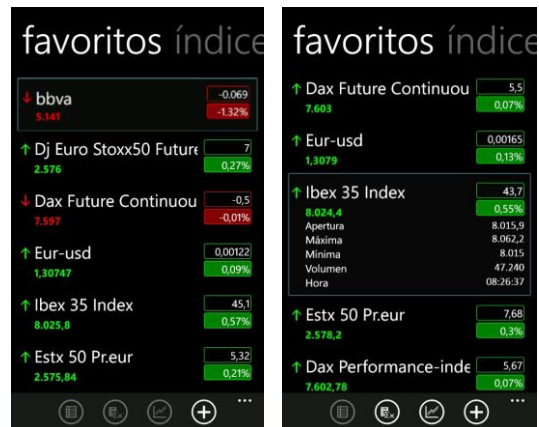 favoritos índice
bbva
-0.069
5.141
-1.32%
Dj Euro Stoxx50 Future
7
2.576
0,27%
Dax Future Continuou
-0,5
7.597
-0,01%
Eur-usd
0,00122
1,30747
0,09%
Ibex 35 Index
45,1
8.025,8
0,57%
Estx 50 Pr.eur
5,32
2.575,84
0,21%
favoritos índice
Dax Future Continuou
5,5
7.603
0,07%
Eur-usd
0,00165
1,3079
0,13%
Ibex 35 Index
43,7
8.024,4
0,55%
Apertura 8.015,9
Máxima 8.062,2
Mínima 8.015
Volumen 47.240
Hora 08:26:37
Estx 50 Pr.eur
7,68
2.578,2
0,3%
Dax Performance-inde
5,67
7.602,78
0,07%